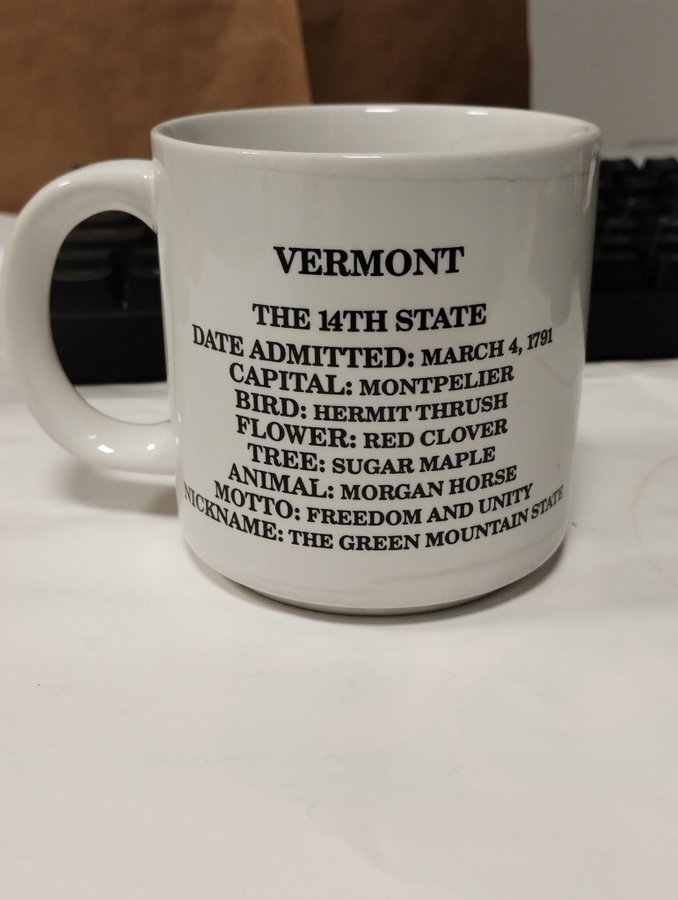 VERMONT
THE 14TH STATE
DATE ADMITTED: MARCH 4, 1791
CAPITAL: MONTPELIER
BIRD: HERMIT THRUSH
FLOWER: RED CLOVER
TREE: SUGAR MAPLE
ANIMAL: MORGAN HORSE
MOTTO: FREEDOM AND UNITY
NICKNAME: THE GREEN MOUNTAIN STATE